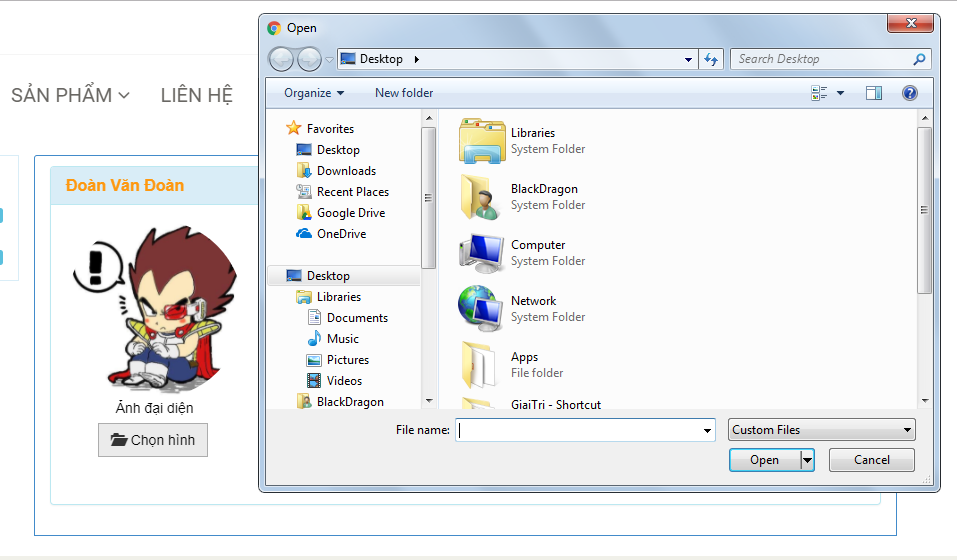 Open
Desktop
Search Desktop
SẢN PHẨM
LIÊN HỆ
Organize
New folder
Favorites
Desktop
Downloads
Recent Places
Google Drive
OneDrive
Desktop
Libraries
Documents
Music
Pictures
Videos
BlackDragon
Libraries
System Folder
BlackDragon
System Folder
Computer
System Folder
Network
System Folder
Apps
File folder
GiaiTri - Shortcut
File name:
Custom Files
Open
Cancel
Đoàn Văn Đoàn
Ảnh đại diện
Chọn hình